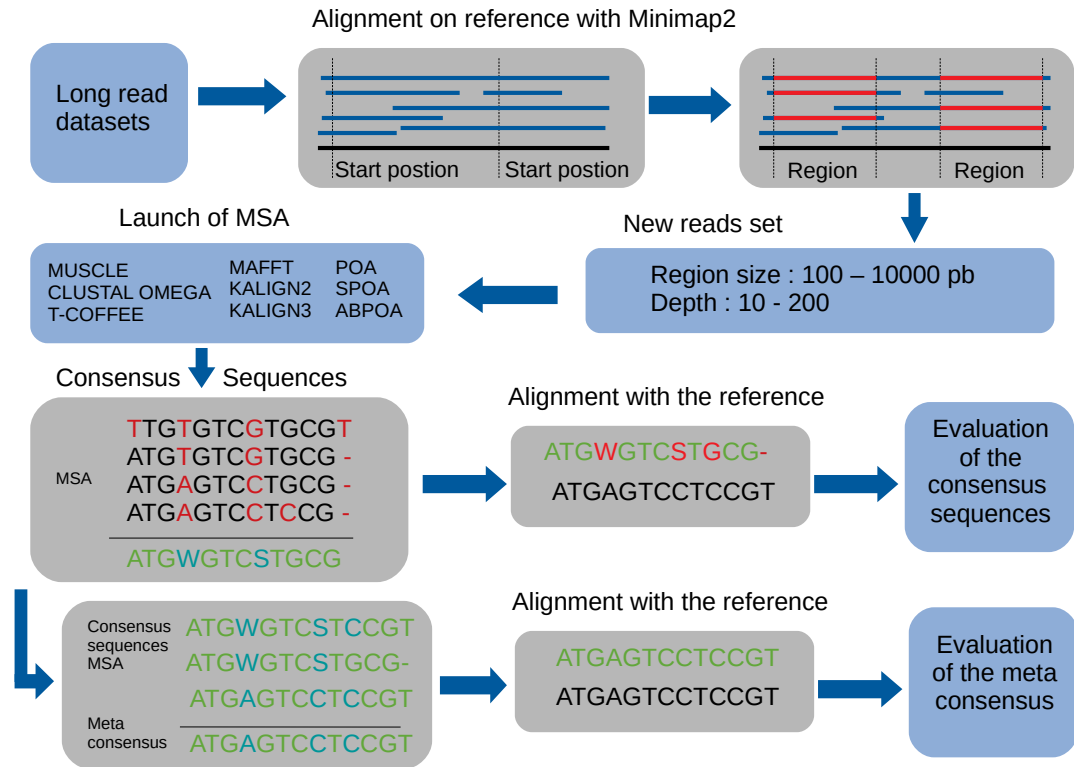 Alignment on reference with Minimap2
Long read
datasets
Start postion
Start postion
Region
Region
Launch of MSA
New reads set
MUSCLE
CLUSTAL OMEGA
T-COFFEE
MAFFT
KALIGN2
KALIGN3
POA
SPOA
ABPOA
Region size : 100 – 10000 pb
Depth : 10 - 200
Consensus Sequences
MSA
TTGTGTCGTGCGT
ATGTGTCGTGCG -
ATGAGTCCTGCG -
ATGAGTCCTCCG -
ATGWGTCSTGCG
Alignment with the reference
ATGWGTCSTGCG-
ATGAGTCCTCCGT
Evaluation
of the
consensus
sequences
Consensus
sequences
MSA
ATGWGTCSTCCGT
ATGWGTCSTGCG-
ATGAGTCCTCCGT
Meta
consensus
ATGAGTCCTCCGT
Alignment with the reference
ATGAGTCCTCCGT
ATGAGTCCTCCGT
Evaluation
of the meta
consensus